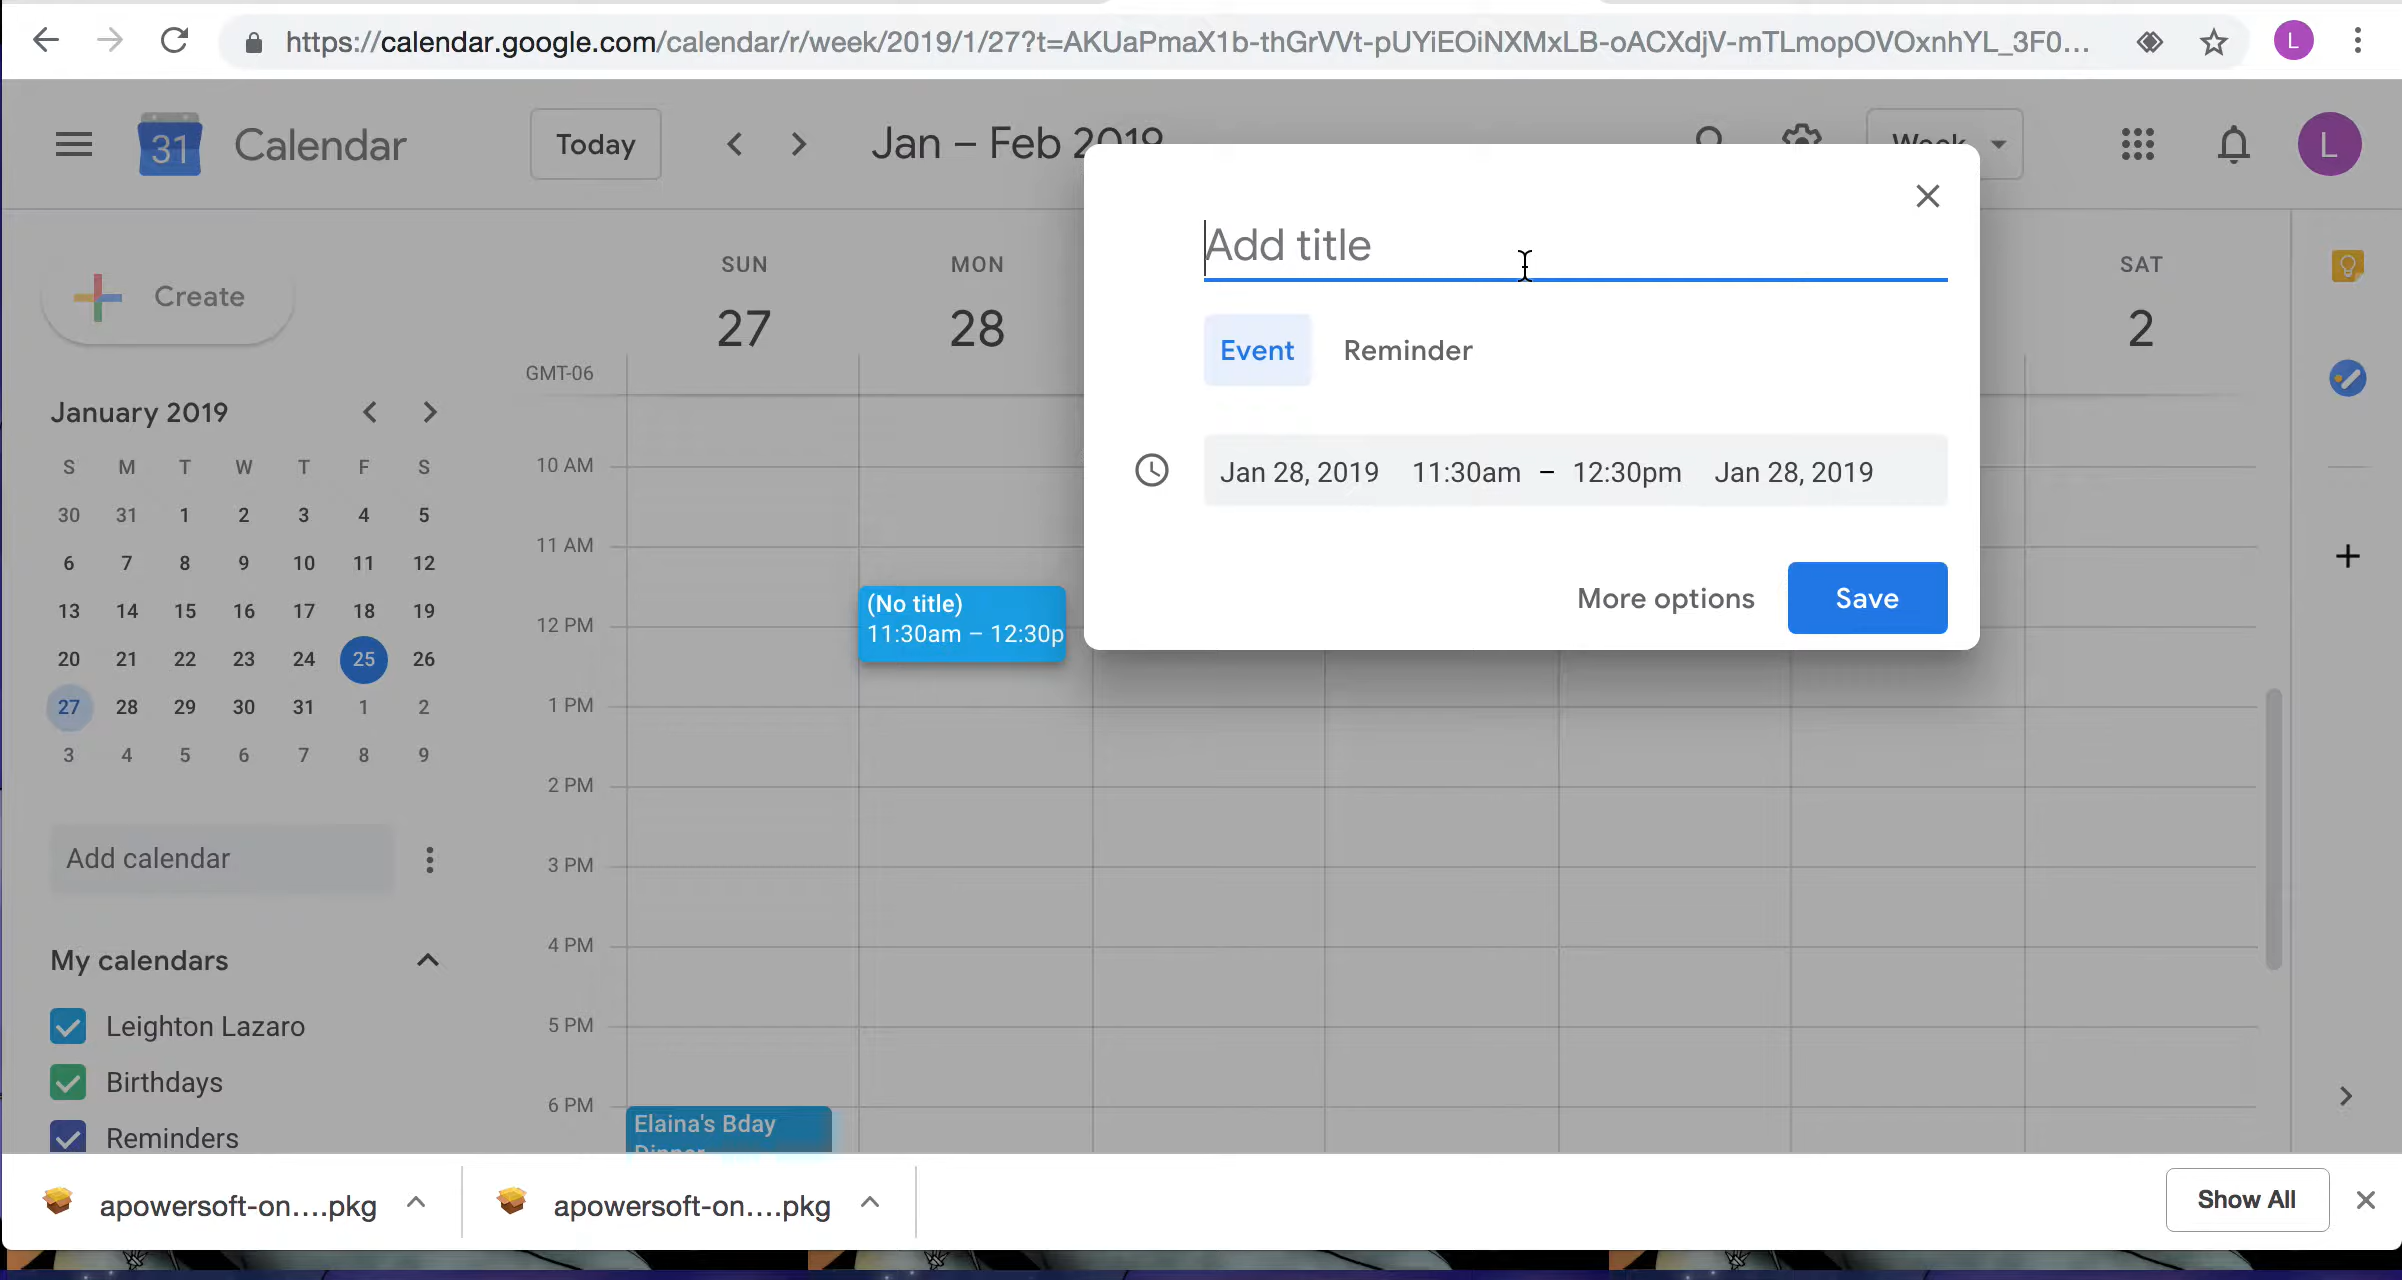 https://calendar.google.com/calendar/r/week/2019/1/27?t=AKUaPmaX1b-thGrVVt-pUYiEOiNXMxLB-oACXdjV-mTLmopOVOxnhYL_3F0...
L
31
Calendar
Today
Jan – Feb 2019
Week
L
Add title
Event
Reminder
Jan 28, 2019 11:30am – 12:30pm Jan 28, 2019
More options
Save
Create
SUN
27
MON
28
SAT
2
GMT-06
January 2019
S M T W T F S
30 31 1 2 3 4 5
6 7 8 9 10 11 12
13 14 15 16 17 18 19
20 21 22 23 24 25 26
27 28 29 30 31 1 2
3 4 5 6 7 8 9
10 AM
11 AM
12 PM
1 PM
2 PM
3 PM
4 PM
5 PM
6 PM
(No title)
11:30am – 12:30p
Elaina's Bday
Dinner
Add calendar
My calendars
Leighton Lazaro
Birthdays
Reminders
apowersoft-on....pkg
apowersoft-on....pkg
Show All